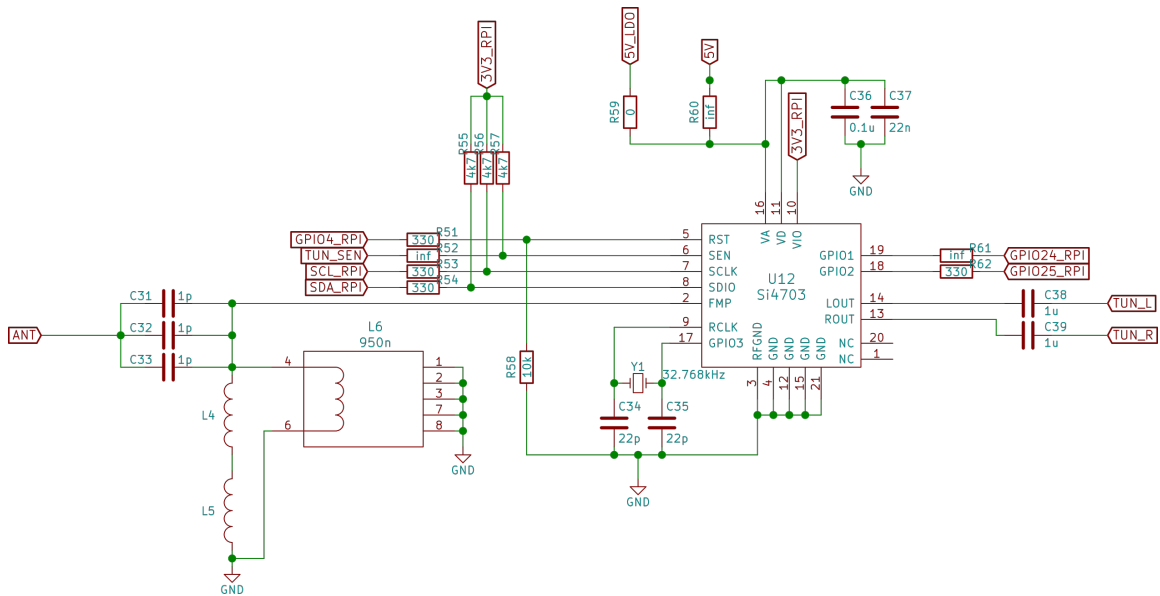 5V_LDO
5V
3V3_RPI
R59
0
R60
inf
3V3_RPI
C36
0.1u
C37
22n
GND
R55
4k7
R56
4k7
R57
4k7
16
11
10
VA
VD
VIO
GPIO4_RPI
330
R51
5
RST
TUN_SEN
inf
R52
6
SEN
GPIO1
19
inf
R61
GPIO24_RPI
SCL_RPI
330
R53
7
SCLK
GPIO2
18
330
R62
GPIO25_RPI
SDA_RPI
330
R54
8
SDIO
U12
Si4703
C31
1p
2
FMP
LOUT
14
C38
1u
TUN_L
ROUT
13
C39
1u
TUN_R
ANT
C32
1p
L6
950n
9
RCLK
17
GPIO3
NC
20
NC
1
C33
1p
4
1
2
3
7
8
6
R58
10k
Y1
32.768kHz
RFGND
GND
GND
GND
GND
3
4
12
15
21
L4
C34
22p
C35
22p
GND
GND
L5
GND